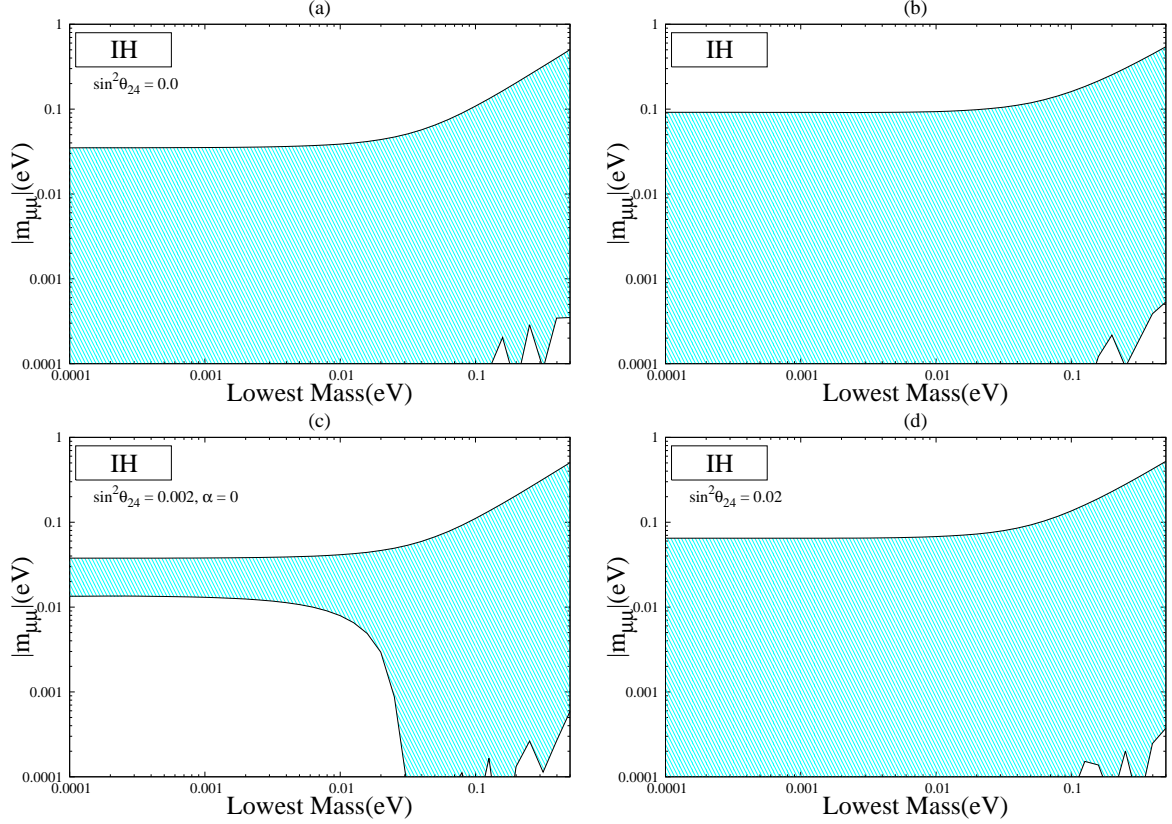 (a)
IH
sin²θ₂₄ = 0.0
1
0.1
0.01
0.001
0.0001
|m_μμ|(eV)
0.0001 0.001 0.01 0.1
Lowest Mass(eV)
(b)
IH
1
0.1
0.01
0.001
0.0001
|m_μμ|(eV)
0.0001 0.001 0.01 0.1
Lowest Mass(eV)
(c)
IH
sin²θ₂₄ = 0.002, α = 0
1
0.1
0.01
0.001
0.0001
|m_μμ|(eV)
0.0001 0.001 0.01 0.1
Lowest Mass(eV)
(d)
IH
sin²θ₂₄ = 0.02
1
0.1
0.01
0.001
0.0001
|m_μμ|(eV)
0.0001 0.001 0.01 0.1
Lowest Mass(eV)